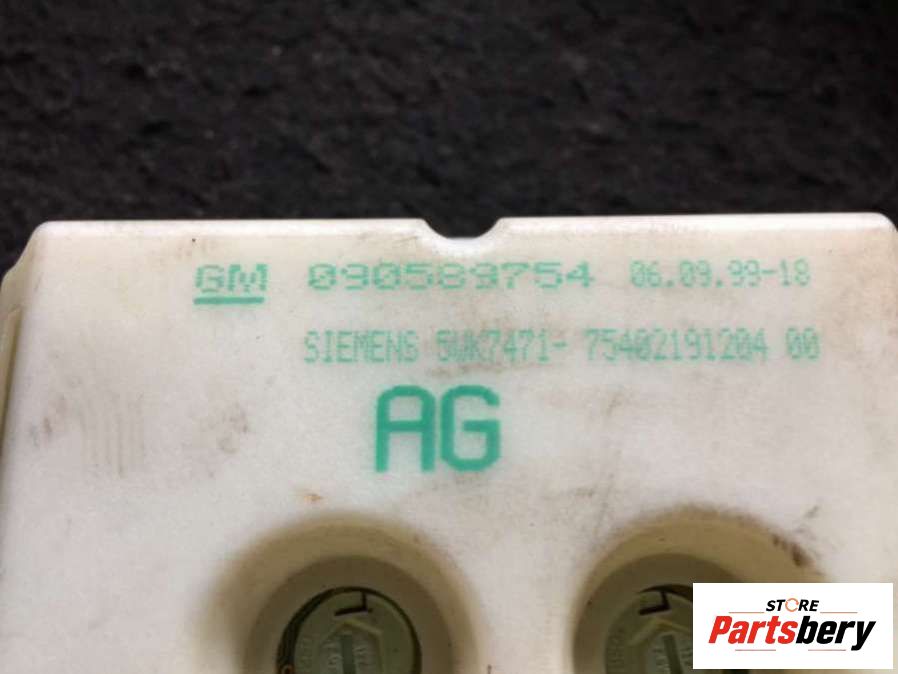 GM 090589754 06.09.99-18
SIEMENS 5WK7471- 75402191204 00
AG
STORE
Partsbery